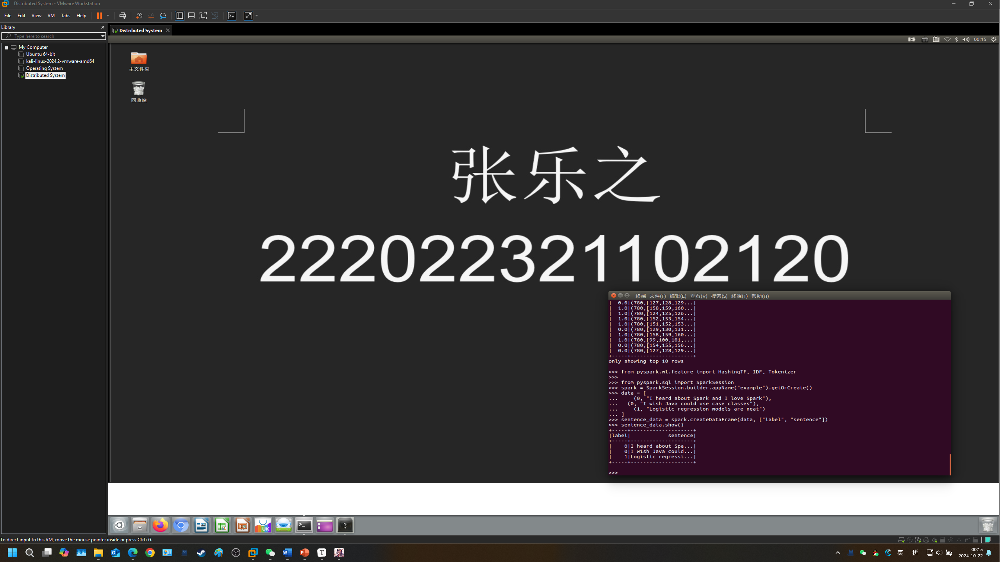 Distributed System - VMware Workstation
File Edit View VM Tabs Help
Library
Type here to search
My Computer
Ubuntu 64-bit
kali-linux-2024.2-vmware-amd64
Operating System
Distributed System
Distributed System
00:15
主文件夹
回收站
张乐之
222022321102120
终端 文件(F) 编辑(E) 查看(V) 搜索(S) 终端(T) 帮助(H)
|  0.0|(780,[127,128,129...|
|  1.0|(780,[158,159,160...|
|  1.0|(780,[124,125,126...|
|  1.0|(780,[152,153,154...|
|  1.0|(780,[151,152,153...|
|  0.0|(780,[129,130,131...|
|  1.0|(780,[158,159,160...|
|  1.0|(780,[99,100,101,...|
|  0.0|(780,[154,155,156...|
|  0.0|(780,[127,128,129...|
+-----+--------------------+
only showing top 10 rows
>>> from pyspark.ml.feature import HashingTF, IDF, Tokenizer
>>>
>>> from pyspark.sql import SparkSession
>>> spark = SparkSession.builder.appName("example").getOrCreate()
>>> data = [
...     (0, "I heard about Spark and I love Spark"),
...   (0, "I wish Java could use case classes"),
...     (1, "Logistic regression models are neat")
... ]
>>> sentence_data = spark.createDataFrame(data, ["label", "sentence"])
>>> sentence_data.show()
+-----+--------------------+
|label|            sentence|
+-----+--------------------+
|    0|I heard about Spa...|
|    0|I wish Java could...|
|    1|Logistic regressi...|
+-----+--------------------+
>>>
UK
To direct input to this VM, move the mouse pointer inside or press Ctrl+G.
英 拼
00:15
2024-10-22